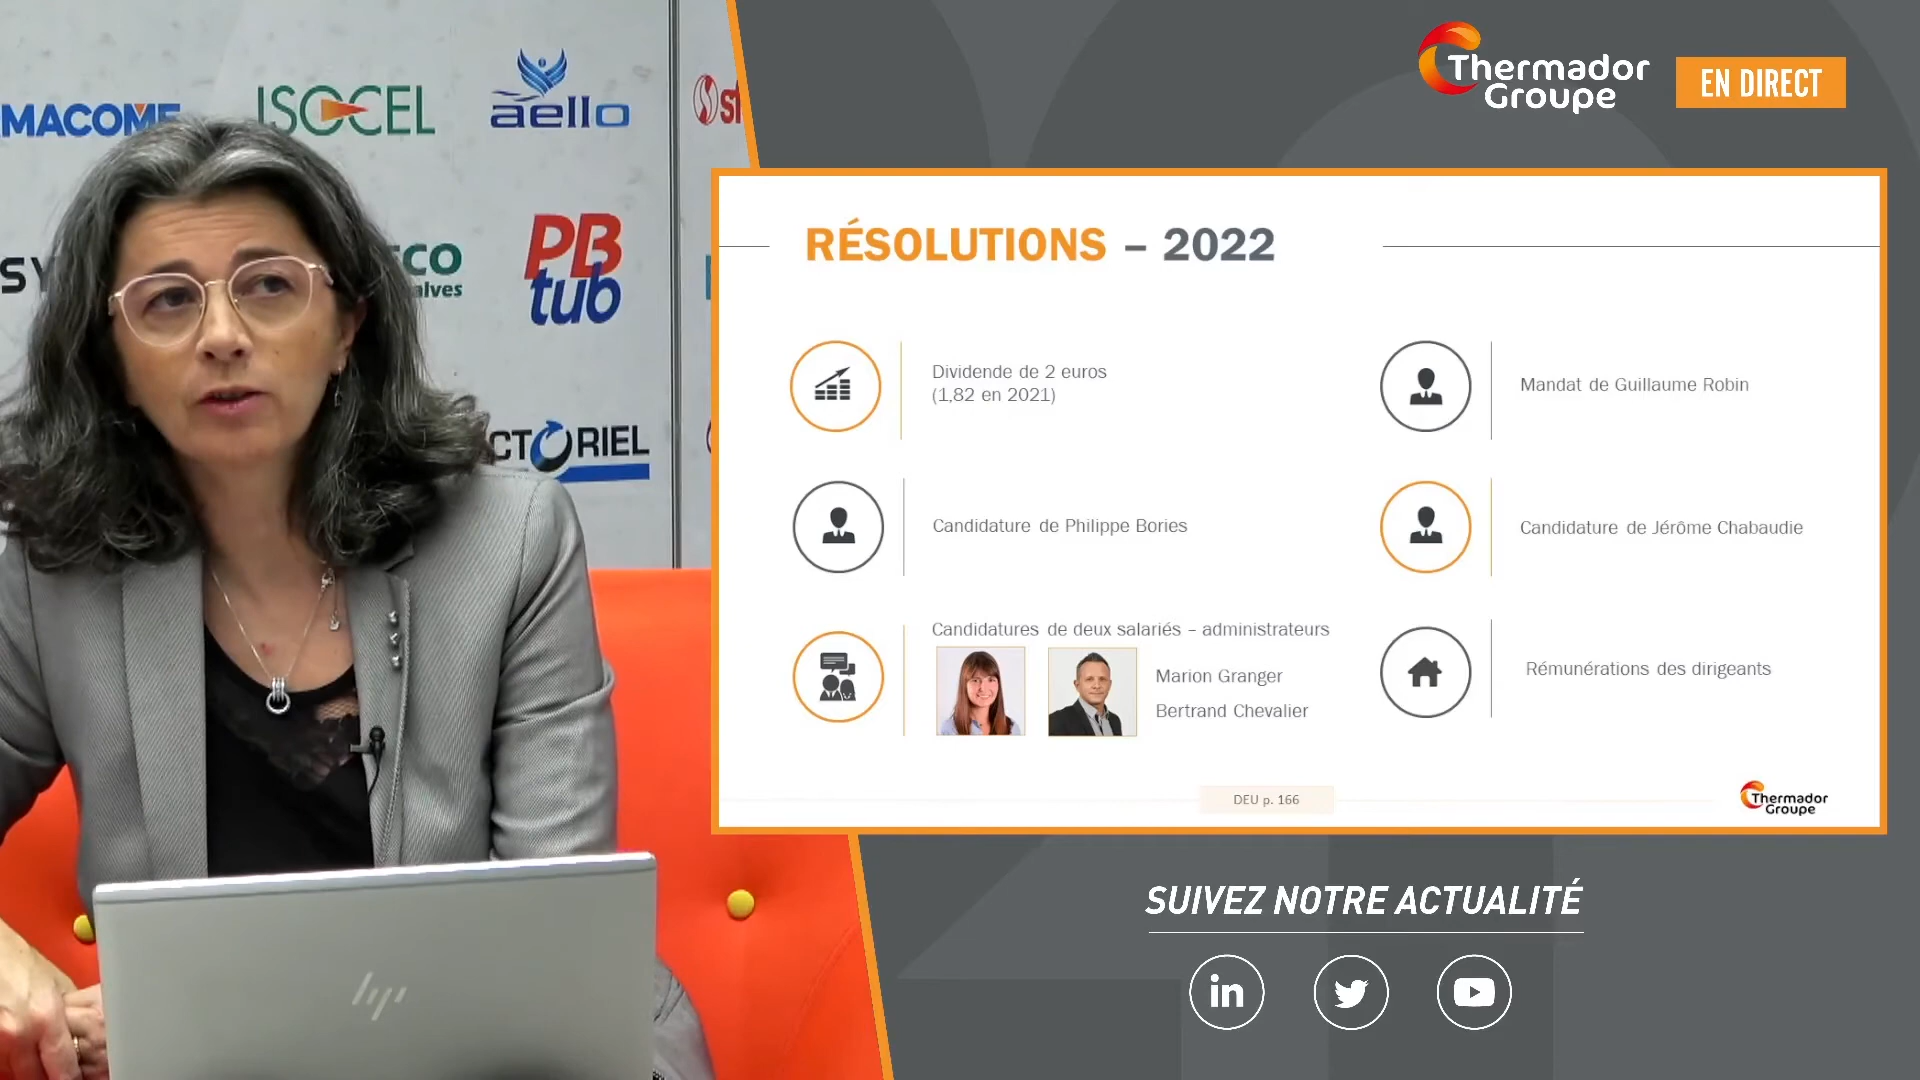 MACOME
ISOCEL
aello
PB
tub
CTORIEL
Thermador
Groupe
EN DIRECT
RÉSOLUTIONS – 2022
Dividende de 2 euros
(1,82 en 2021)
Mandat de Guillaume Robin
Candidature de Philippe Bories
Candidature de Jérôme Chabaudie
Candidatures de deux salariés – administrateurs
Marion Granger
Bertrand Chevalier
Rémunérations des dirigeants
DEU p. 166
Thermador
Groupe
SUIVEZ NOTRE ACTUALITÉ
in
hp